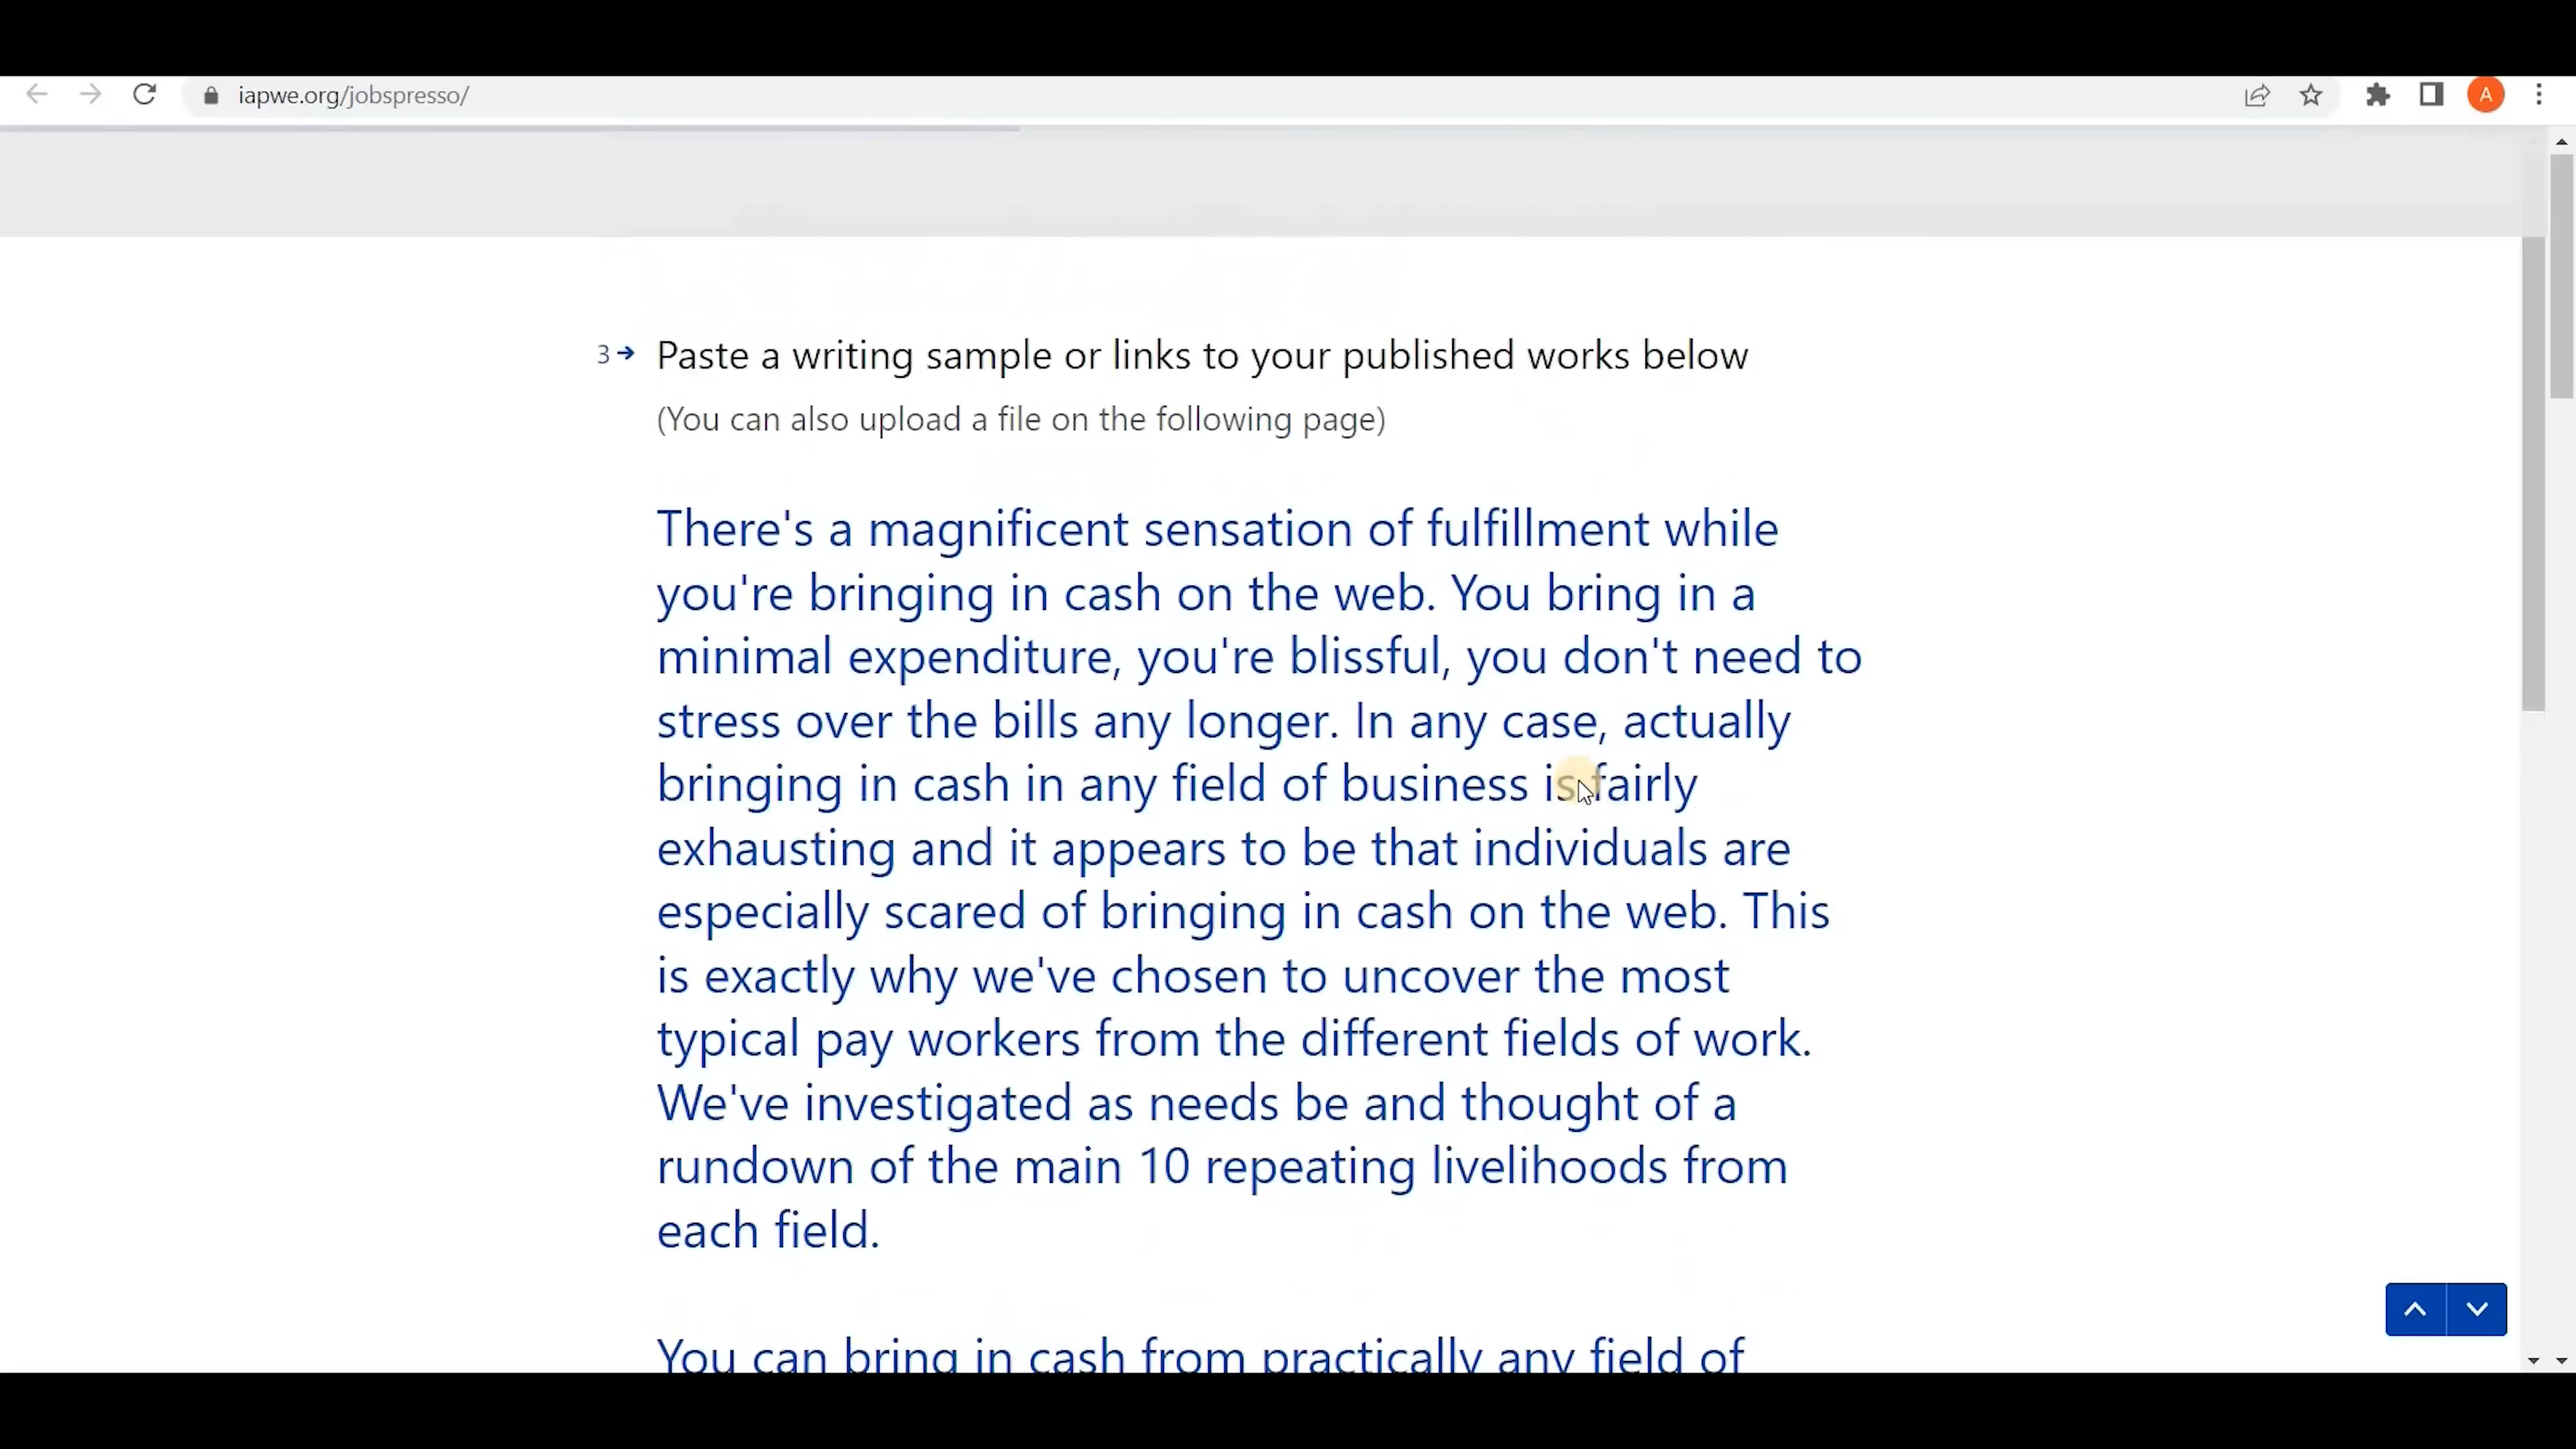 iapwe.org/jobspresso/
A
3 Paste a writing sample or links to your published works below
(You can also upload a file on the following page)
There's a magnificent sensation of fulfillment while
you're bringing in cash on the web. You bring in a
minimal expenditure, you're blissful, you don't need to
stress over the bills any longer. In any case, actually
bringing in cash in any field of business is fairly
exhausting and it appears to be that individuals are
especially scared of bringing in cash on the web. This
is exactly why we've chosen to uncover the most
typical pay workers from the different fields of work.
We've investigated as needs be and thought of a
rundown of the main 10 repeating livelihoods from
each field.
You can bring in cash from practically any field of